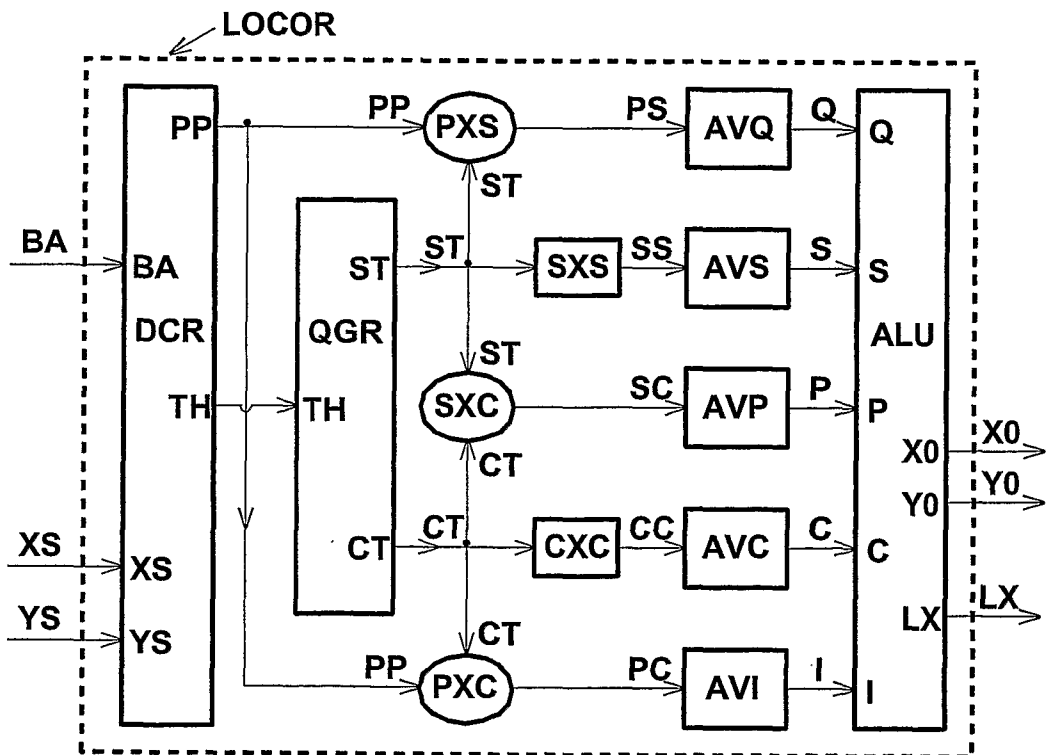 LOCOR
PP PP PXS PS AVQ Q Q
ST
BA BA ST ST SXS SS AVS S S
DCR QGR ALU
ST
TH TH SXC SC AVP P P
CT X0 X0
Y0 Y0
XS XS CT CT CXC CC AVC C C
YS YS CT LX LX
PP PXC PC AVI I I